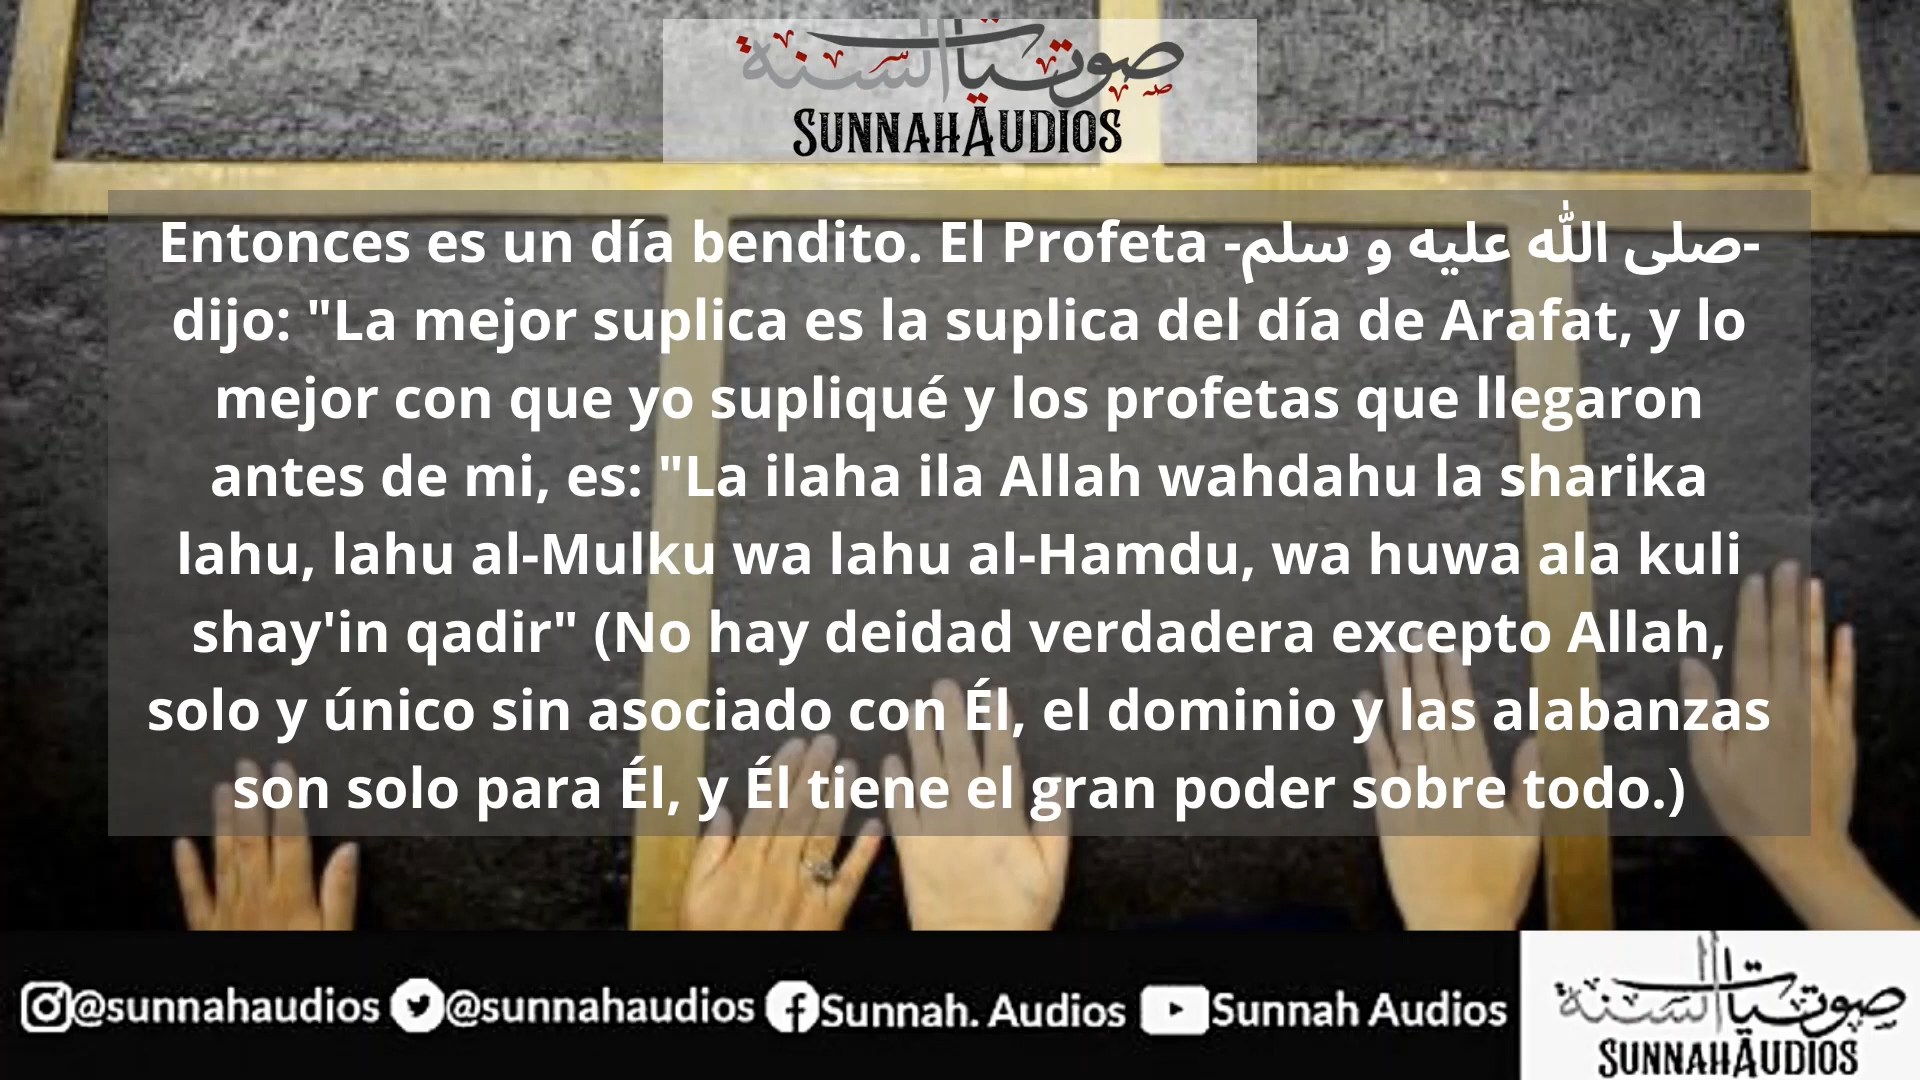 صوتيات السنة
SUNNAHAUDIOS
Entonces es un día bendito. El Profeta -صلى الله عليه و سلم-
dijo: "La mejor suplica es la suplica del día de Arafat, y lo
mejor con que yo supliqué y los profetas que llegaron
antes de mi, es: "La ilaha ila Allah wahdahu la sharika
lahu, lahu al-Mulku wa lahu al-Hamdu, wa huwa ala kuli
shay'in qadir" (No hay deidad verdadera excepto Allah,
solo y único sin asociado con Él, el dominio y las alabanzas
son solo para Él, y Él tiene el gran poder sobre todo.)
@sunnahaudios @sunnahaudios Sunnah. Audios Sunnah Audios
صوتيات السنة
SUNNAHAUDIOS